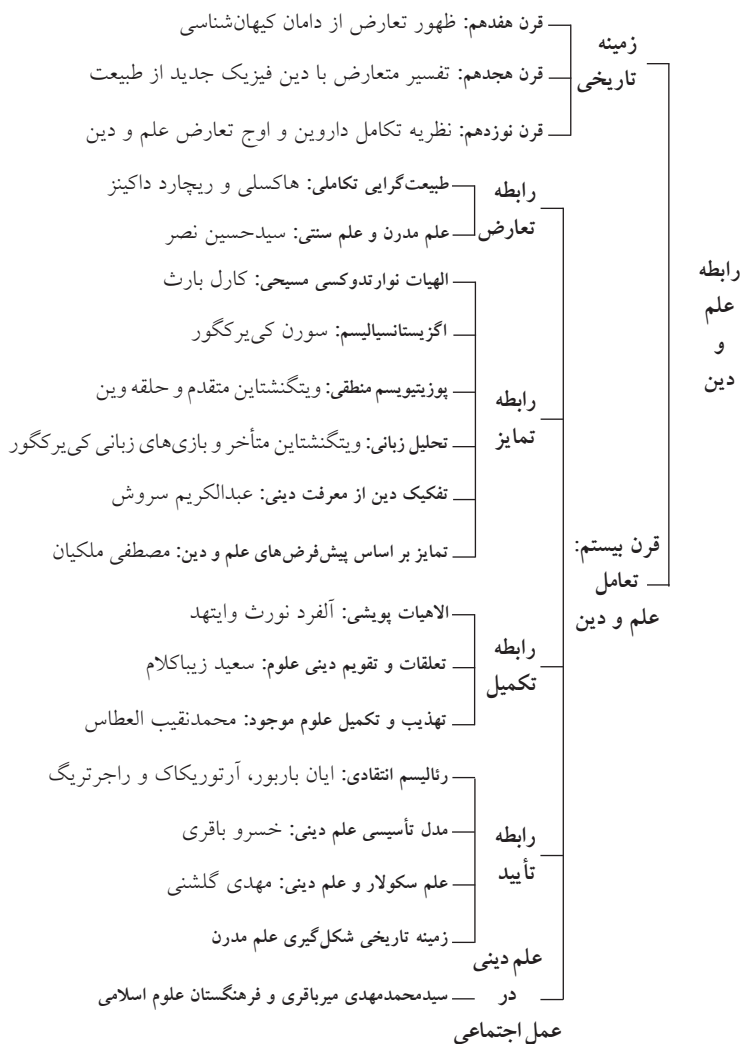 رابطه
علم
و
دین
زمینه
تاریخی
قرن هفدهم: ظهور تعارض از دامان کیهان‌شناسی
قرن هجدهم: تفسیر متعارض با دین فیزیک جدید از طبیعت
قرن نوزدهم: نظریه تکامل داروین و اوج تعارض علم و دین
قرن بیستم:
تعامل
علم و دین
رابطه
تعارض
طبیعت‌گرایی تکاملی: هاکسلی و ریچارد داکینز
علم مدرن و علم سنتی: سیدحسین نصر
رابطه
تمایز
الهیات نوارتدوکسی مسیحی: کارل بارث
اگزیستانسیالیسم: سورن کی‌یرکگور
پوزیتیویسم منطقی: ویتگنشتاین متقدم و حلقه وین
تحلیل زبانی: ویتگنشتاین متأخر و بازی‌های زبانی کی‌یرکگور
تفکیک دین از معرفت دینی: عبدالکریم سروش
تمایز بر اساس پیش‌فرض‌های علم و دین: مصطفی ملکیان
رابطه
تکمیل
الاهیات پویشی: آلفرد نورث وایتهد
تعلقات و تقویم دینی علوم: سعید زیباکلام
تهذیب و تکمیل علوم موجود: محمدنقیب العطاس
رابطه
تأیید
رئالیسم انتقادی: ایان باربور، آرتوریکاک و راجرتریگ
مدل تأسیسی علم دینی: خسرو باقری
علم سکولار و علم دینی: مهدی گلشنی
زمینه تاریخی شکل‌گیری علم مدرن
علم دینی
در
عمل اجتماعی
سیدمحمدمهدی میرباقری و فرهنگستان علوم اسلامی